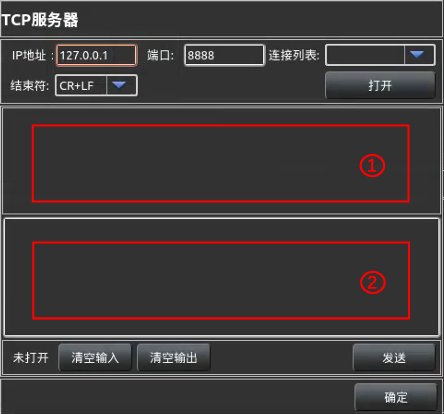 TCP服务器
IP地址 : 127.0.0.1 端口: 8888 连接列表:
结束符: CR+LF 打开
①
②
未打开 清空输入 清空输出 发送
确定